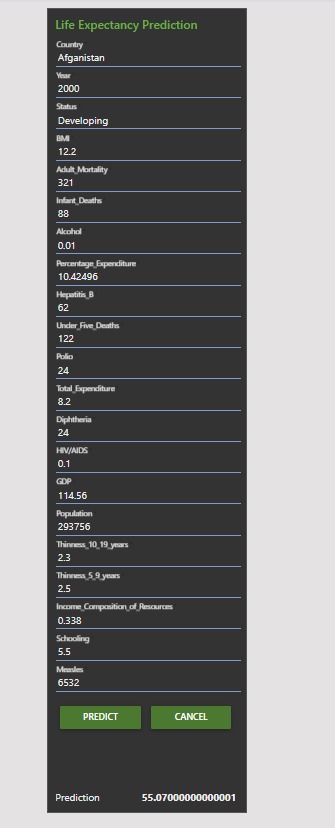 Life Expectancy Prediction
Country
Afganistan
Year
2000
Status
Developing
BMI
12.2
Adult_Mortality
321
Infant_Deaths
88
Alcohol
0.01
Percentage_Expenditure
10.42496
Hepatitis_B
62
Under_Five_Deaths
122
Polio
24
Total_Expenditure
8.2
Diphtheria
24
HIV/AIDS
0.1
GDP
114.56
Population
293756
Thinness_10_19_years
2.3
Thinness_5_9_years
2.5
Income_Composition_of_Resources
0.338
Schooling
5.5
Measles
6532
PREDICT CANCEL
Prediction 55.07000000000001